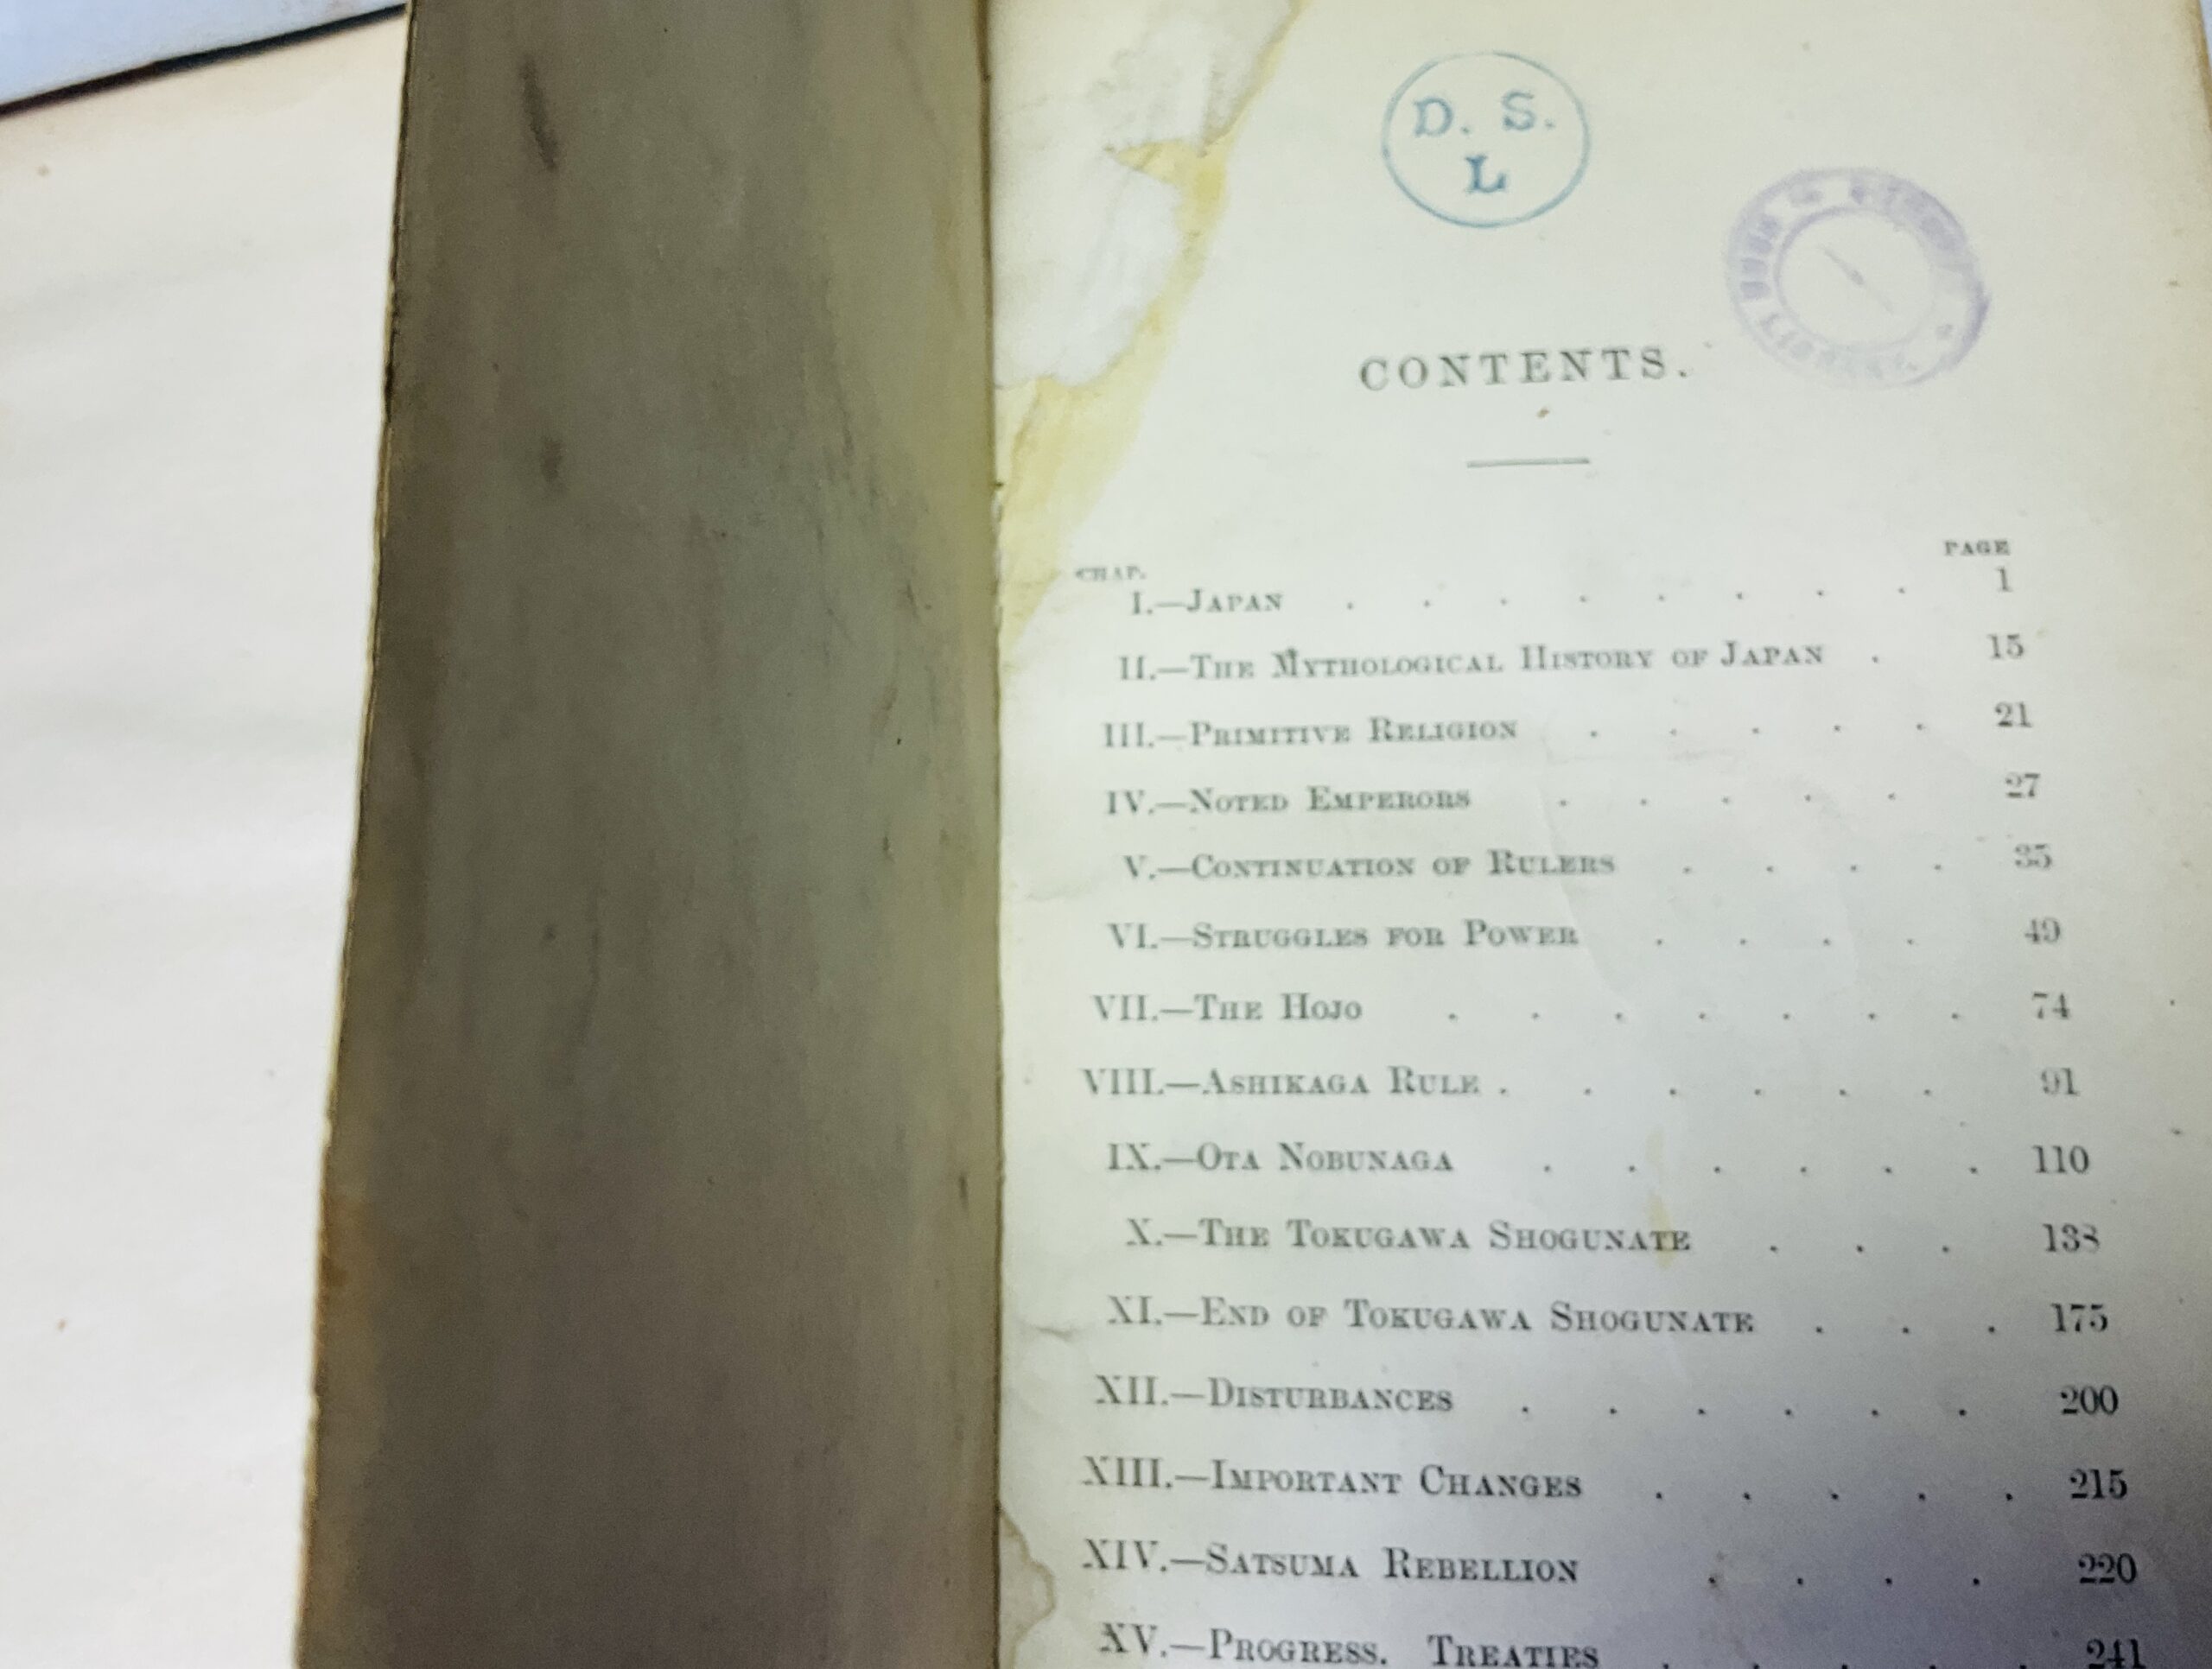 D. S.
L
CONTENTS.
CHAP. PAGE
I.—JAPAN . . . . . . . . 1
II.—THE MYTHOLOGICAL HISTORY OF JAPAN . 15
III.—PRIMITIVE RELIGION . . . . . 21
IV.—NOTED EMPERORS . . . . . 27
V.—CONTINUATION OF RULERS . . . . 35
VI.—STRUGGLES FOR POWER . . . . 49
VII.—THE HOJO . . . . . . . 74
VIII.—ASHIKAGA RULE . . . . . . 91
IX.—OTA NOBUNAGA . . . . . . 110
X.—THE TOKUGAWA SHOGUNATE . . . 138
XI.—END OF TOKUGAWA SHOGUNATE . . . 175
XII.—DISTURBANCES . . . . . . 200
XIII.—IMPORTANT CHANGES . . . . . 215
XIV.—SATSUMA REBELLION . . . . 220
XV.—PROGRESS. TREATIES . . . . . 241